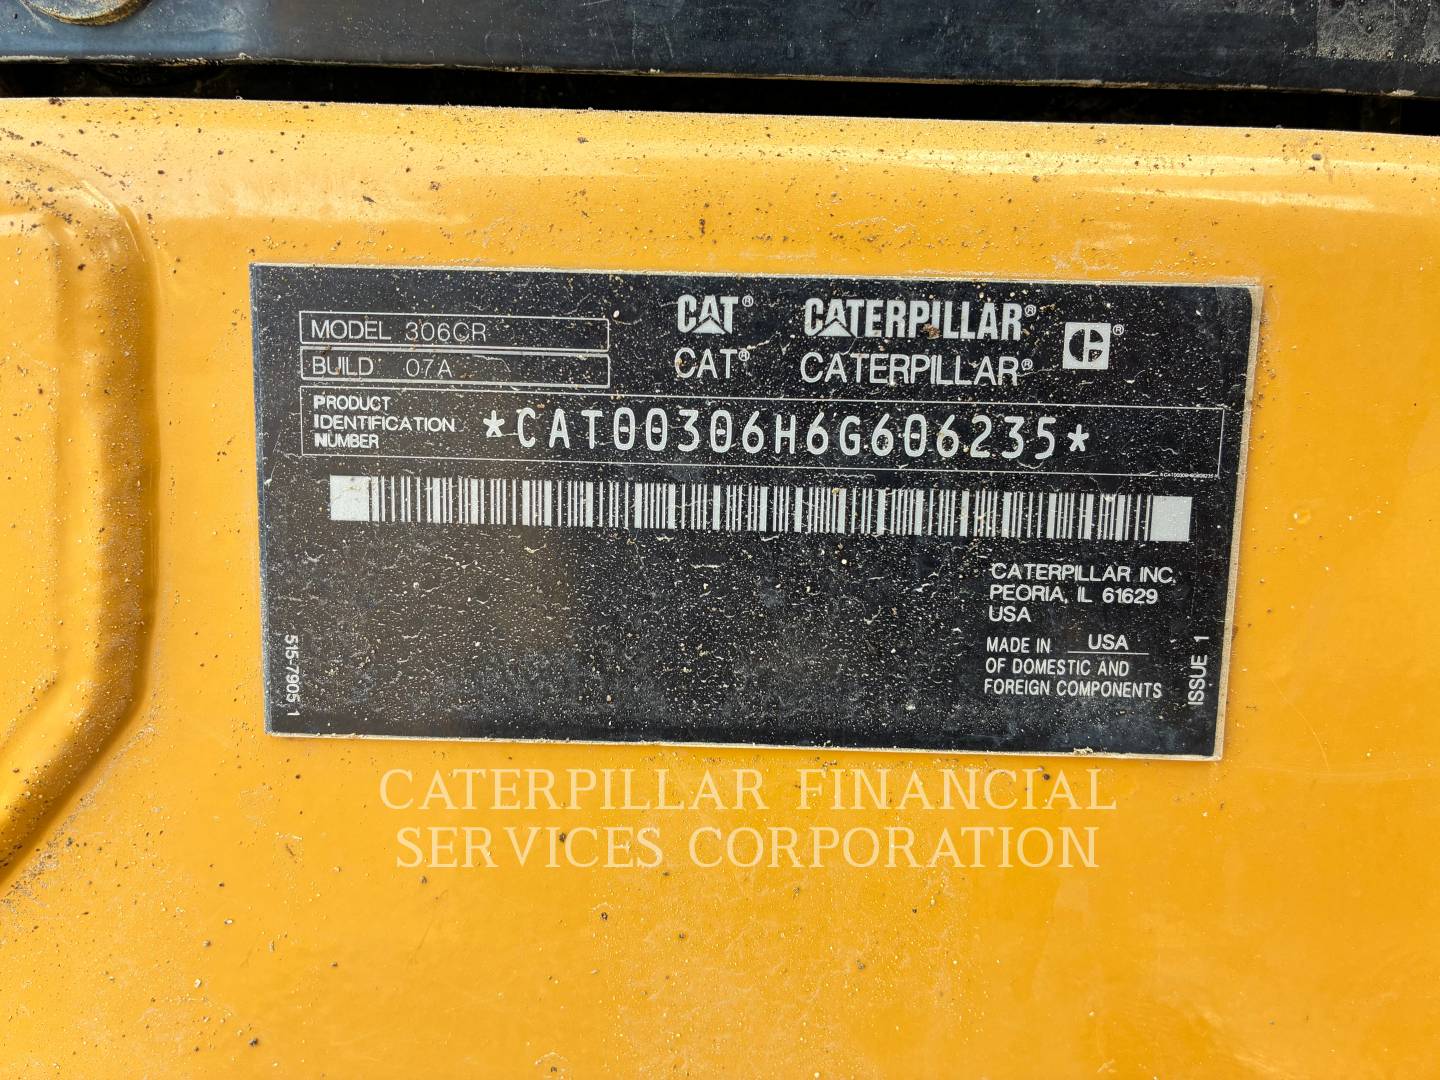 MODEL 306CR
BUILD 07A
CAT® CATERPILLAR® C®
CAT® CATERPILLAR®
PRODUCT
IDENTIFICATION
NUMBER
*CAT00306H6G606235*
CATERPILLAR INC.
PEORIA, IL 61629
USA
MADE IN USA
OF DOMESTIC AND
FOREIGN COMPONENTS
ISSUE 1
515-7905 1
CATERPILLAR FINANCIAL
SERVICES CORPORATION